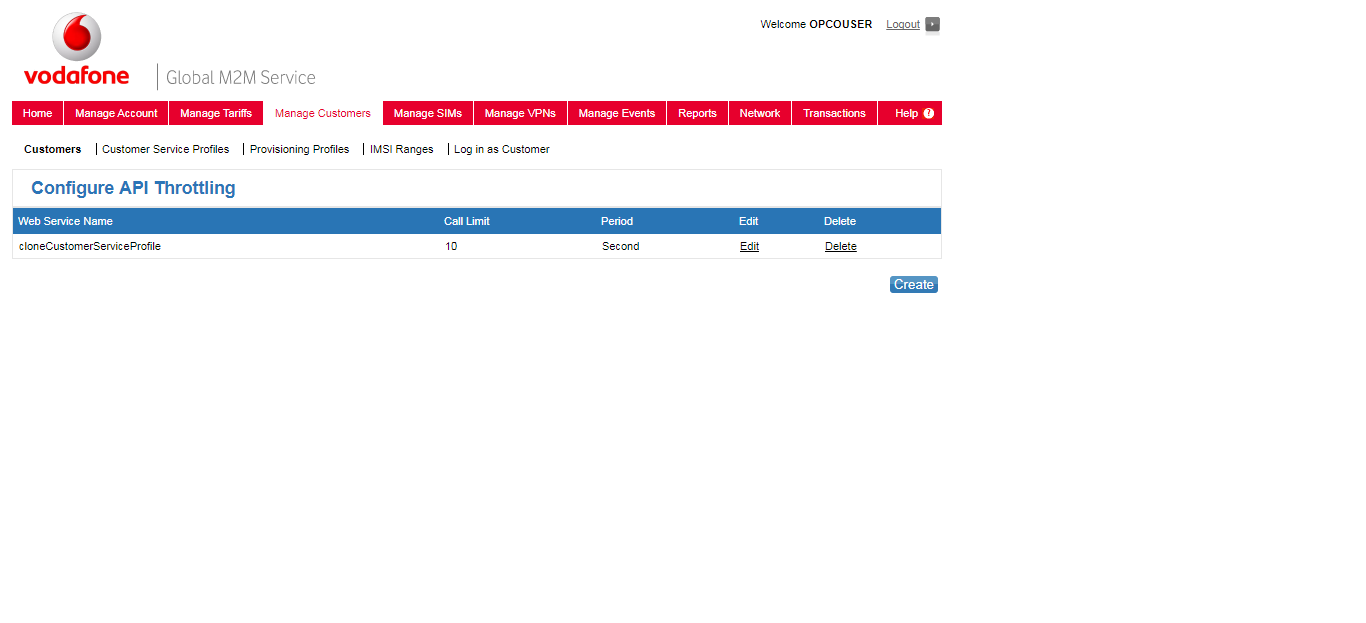 Welcome OPCOUSER Logout
vodafone Global M2M Service
Home Manage Account Manage Tariffs Manage Customers Manage SIMs Manage VPNs Manage Events Reports Network Transactions Help ?
Customers Customer Service Profiles Provisioning Profiles IMSI Ranges Log in as Customer
Configure API Throttling
Web Service Name Call Limit Period Edit Delete
cloneCustomerServiceProfile 10 Second Edit Delete
Create